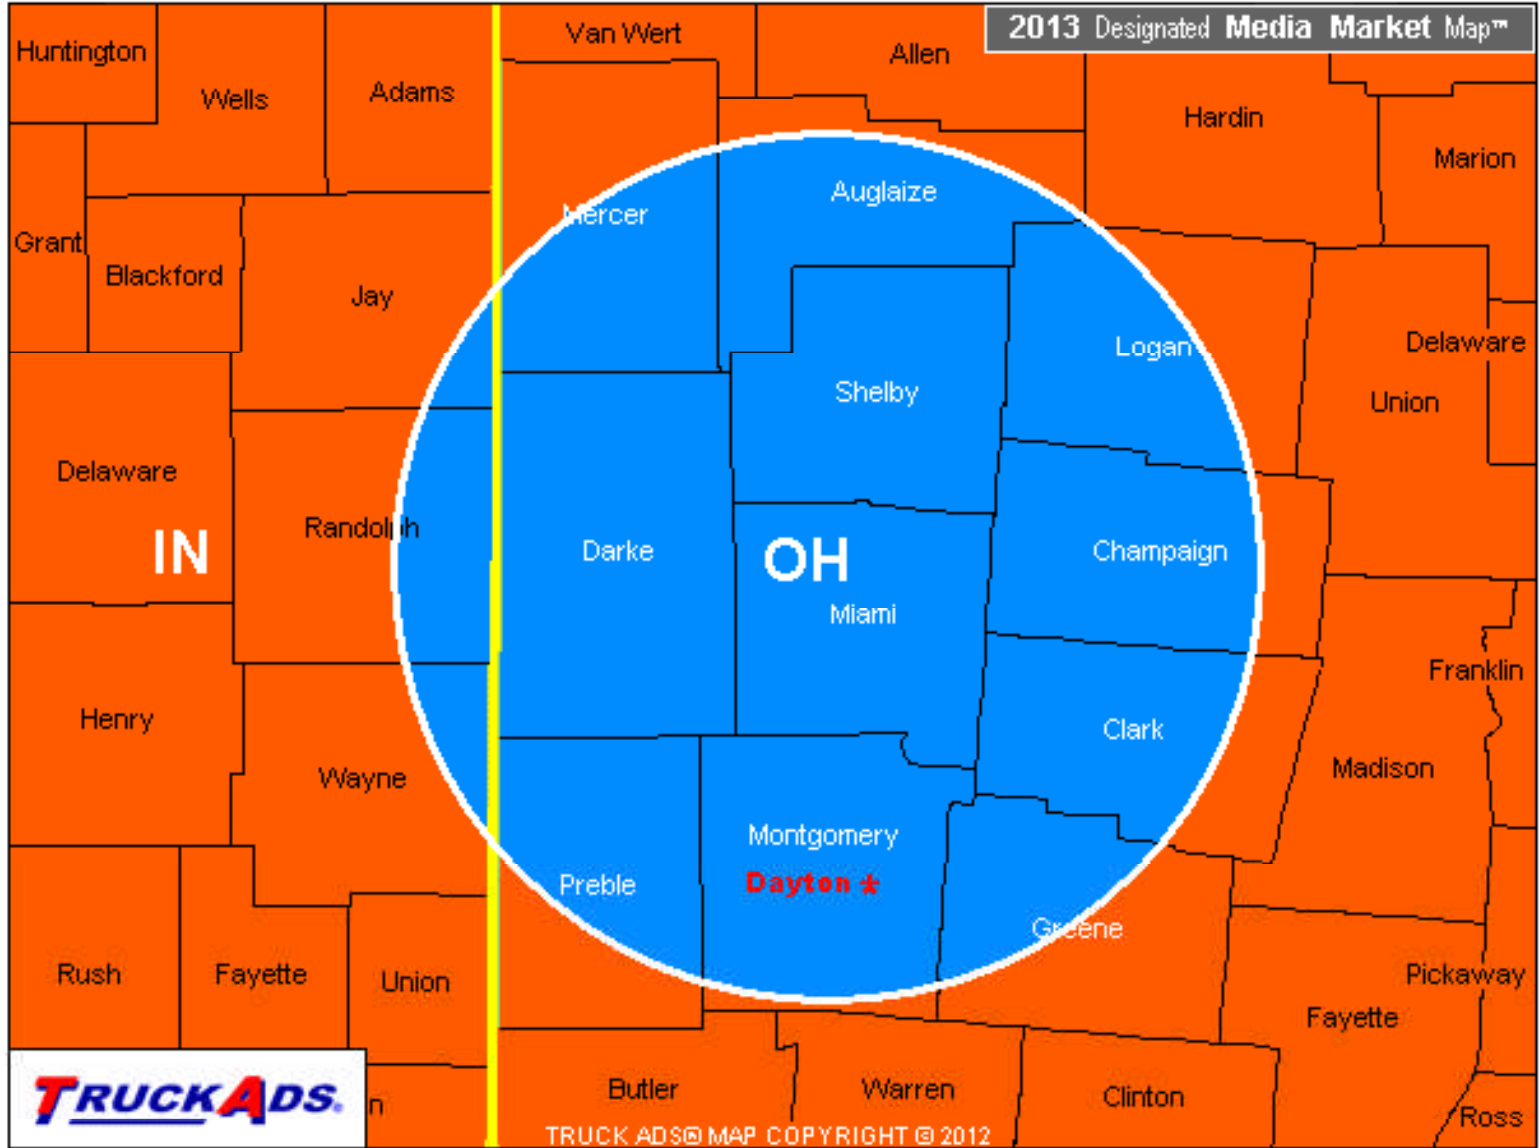 2013 Designated Media Market Map™
Huntington
Van Wert
Allen
Wells
Adams
Hardin
Marion
Auglaize
Mercer
Grant
Blackford
Jay
Logan
Delaware
Shelby
Union
Delaware
Randolph
IN
Darke
OH
Champaign
Miami
Franklin
Henry
Clark
Wayne
Madison
Montgomery
Dayton *
Preble
Greene
Rush
Fayette
Union
Pickaway
Fayette
TRUCKADS.
n
Butler
Warren
Clinton
Ross
TRUCK ADS® MAP COPYRIGHT © 2012